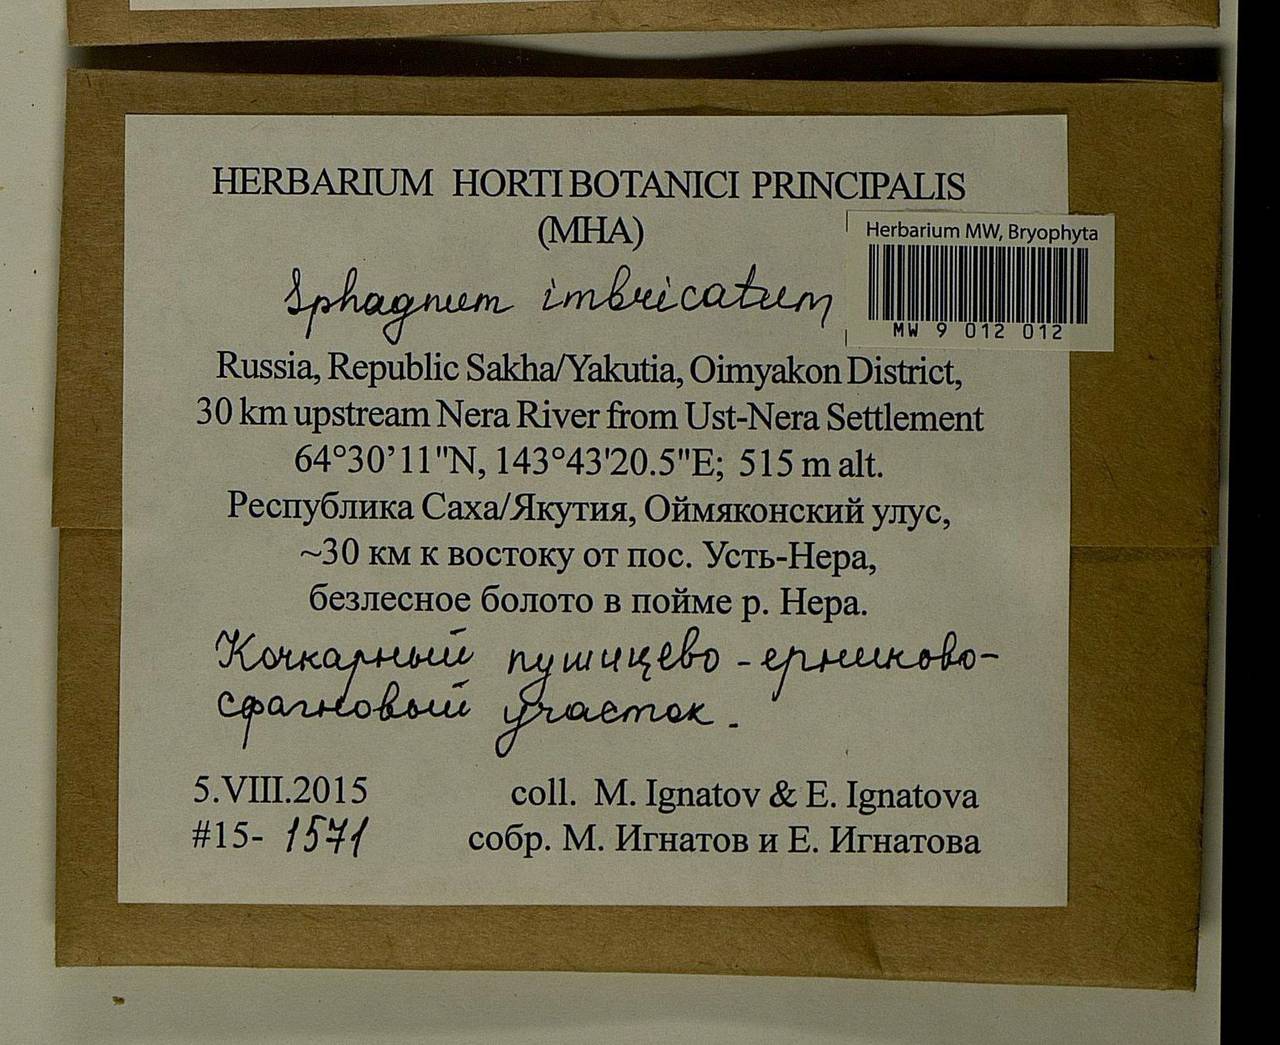 HERBARIUM HORTI BOTANICI PRINCIPALIS
(MHA)
Herbarium MW, Bryophyta
MW 9 012 012
Sphagnum imbricatum
Russia, Republic Sakha/Yakutia, Oimyakon District,
30 km upstream Nera River from Ust-Nera Settlement
64°30’11"N, 143°43'20.5"E; 515 m alt.
Республика Саха/Якутия, Оймяконский улус,
~30 км к востоку от пос. Усть-Нера,
безлесное болото в пойме р. Нера.
Кочкарный пушицево-ерниково-
сфагновый участок.
5.VIII.2015 coll. M. Ignatov & E. Ignatova
#15- 1571 собр. М. Игнатов и Е. Игнатова